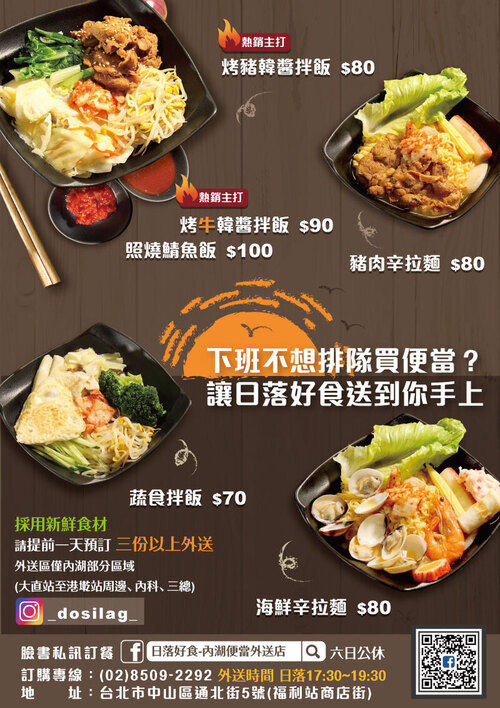 熱銷主打
烤豬韓醬拌飯 $80
熱銷主打
烤牛韓醬拌飯 $90
照燒鯖魚飯 $100
豬肉辛拉麵 $80
下班不想排隊買便當？
讓日落好食送到你手上
蔬食拌飯 $70
採用新鮮食材
請提前一天預訂 三份以上外送
外送區僅內湖部分區域
(大直站至港墘站周邊、內科、三總)
_dosilag_
海鮮辛拉麵 $80
臉書私訊訂餐 日落好食-內湖便當外送店 六日公休
訂購專線：(02)8509-2292 外送時間 日落17:30~19:30
地址：台北市中山區通北街5號(福利站商店街)